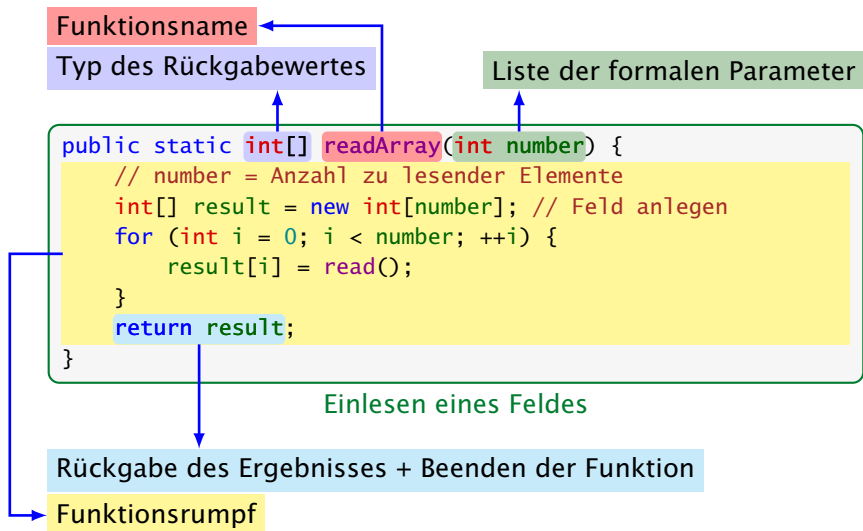 Funktionsname
Typ des Rückgabewertes
Liste der formalen Parameter
public static int[] readArray(int number) {
    // number = Anzahl zu lesender Elemente
    int[] result = new int[number]; // Feld anlegen
    for (int i = 0; i < number; ++i) {
        result[i] = read();
    }
    return result;
}
Einlesen eines Feldes
Rückgabe des Ergebnisses + Beenden der Funktion
Funktionsrumpf